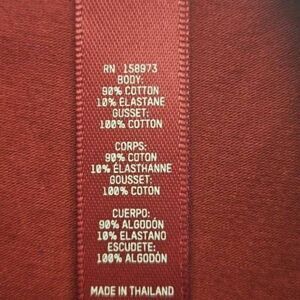 RN 158973
BODY:
90% COTTON
10% ELASTANE
GUSSET:
100% COTTON
CORPS:
90% COTON
10% ÉLASTHANNE
GOUSSET:
100% COTON
CUERPO:
90% ALGODÓN
10% ELASTANO
ESCUDETE:
100% ALGODÓN
MADE IN THAILAND